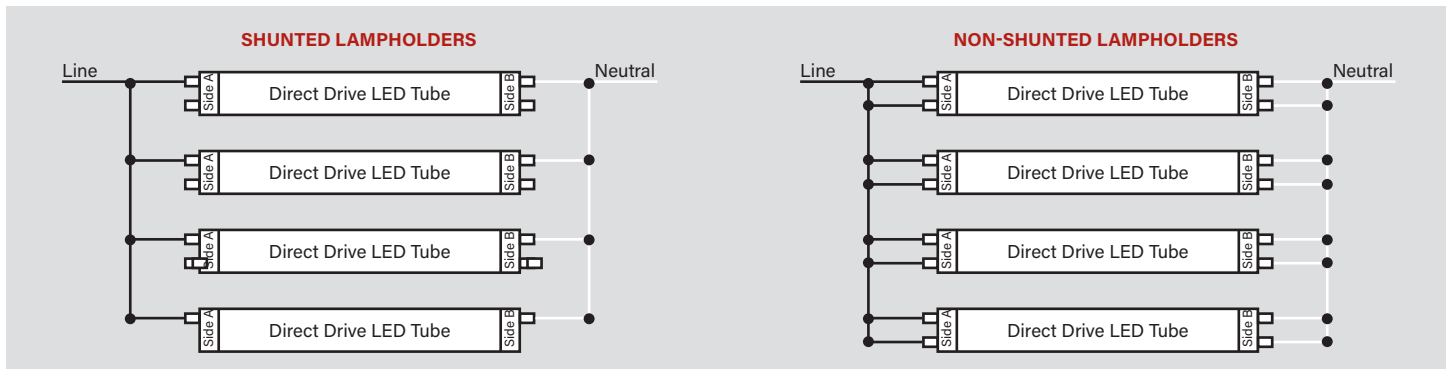 SHUNTED LAMPHOLDERS
Line
Neutral
Side A
Direct Drive LED Tube
Side B
Side A
Direct Drive LED Tube
Side B
Side A
Direct Drive LED Tube
Side B
Side A
Direct Drive LED Tube
Side B
NON-SHUNTED LAMPHOLDERS
Line
Neutral
Side A
Direct Drive LED Tube
Side B
Side A
Direct Drive LED Tube
Side B
Side A
Direct Drive LED Tube
Side B
Side A
Direct Drive LED Tube
Side B